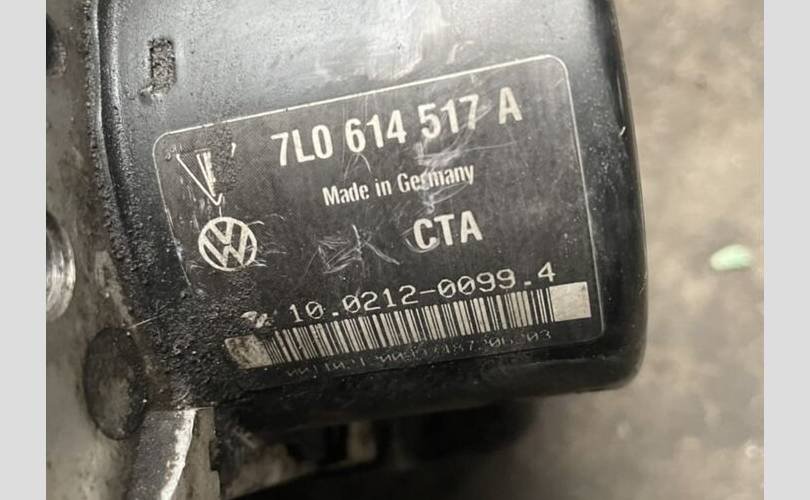 7L0 614 517 A
Made in Germany
CTA
10.0212-0099.4